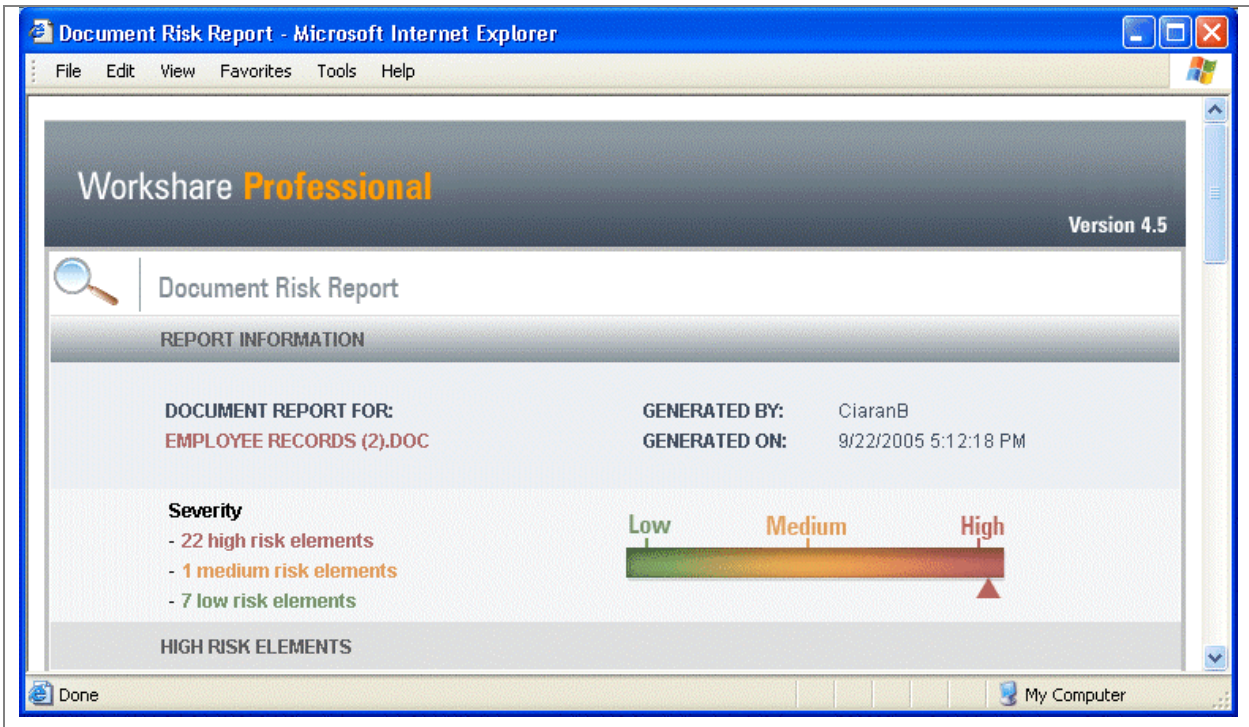 Document Risk Report - Microsoft Internet Explorer
File Edit View Favorites Tools Help
Workshare Professional
Version 4.5
Document Risk Report
REPORT INFORMATION
DOCUMENT REPORT FOR: GENERATED BY: CiaranB
EMPLOYEE RECORDS (2).DOC GENERATED ON: 9/22/2005 5:12:18 PM
Severity
Low Medium High
- 22 high risk elements
- 1 medium risk elements
- 7 low risk elements
HIGH RISK ELEMENTS
Done My Computer